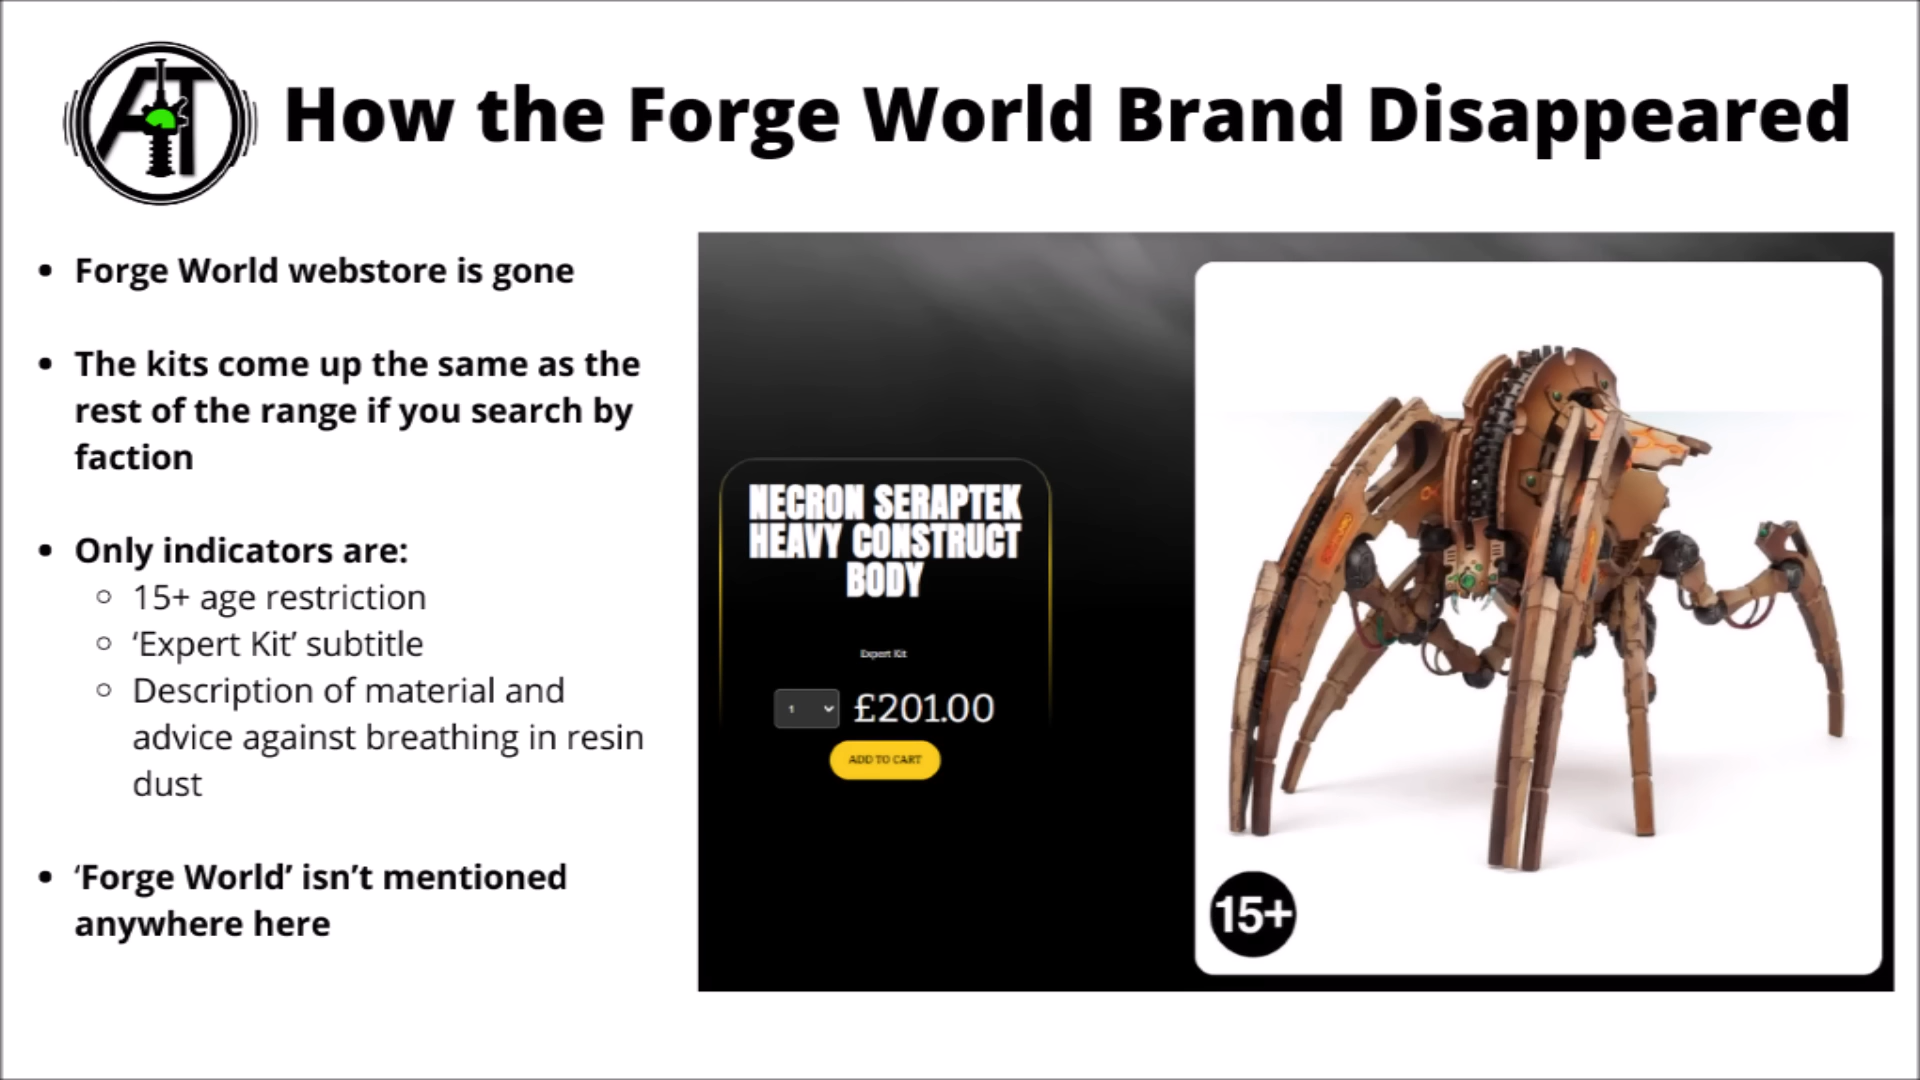 AT
How the Forge World Brand Disappeared
• Forge World webstore is gone
• The kits come up the same as the
rest of the range if you search by
faction
• Only indicators are:
○ 15+ age restriction
○ ‘Expert Kit’ subtitle
○ Description of material and
advice against breathing in resin
dust
• ‘Forge World’ isn’t mentioned
anywhere here
NECRON SERAPTEK
HEAVY CONSTRUCT
BODY
Expert Kit
1 £201.00
ADD TO CART
15+